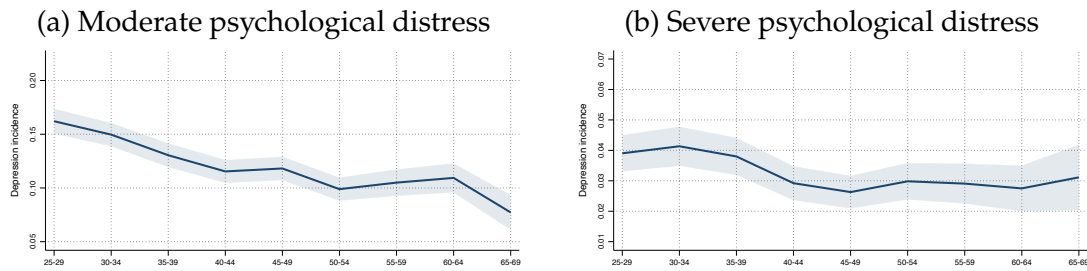 (a) Moderate psychological distress
Depression incidence
0.20
0.15
0.10
0.05
25-29 30-34 35-39 40-44 45-49 50-54 55-59 60-64 65-69
(b) Severe psychological distress
Depression incidence
0.07
0.06
0.05
0.04
0.03
0.02
0.01
25-29 30-34 35-39 40-44 45-49 50-54 55-59 60-64 65-69